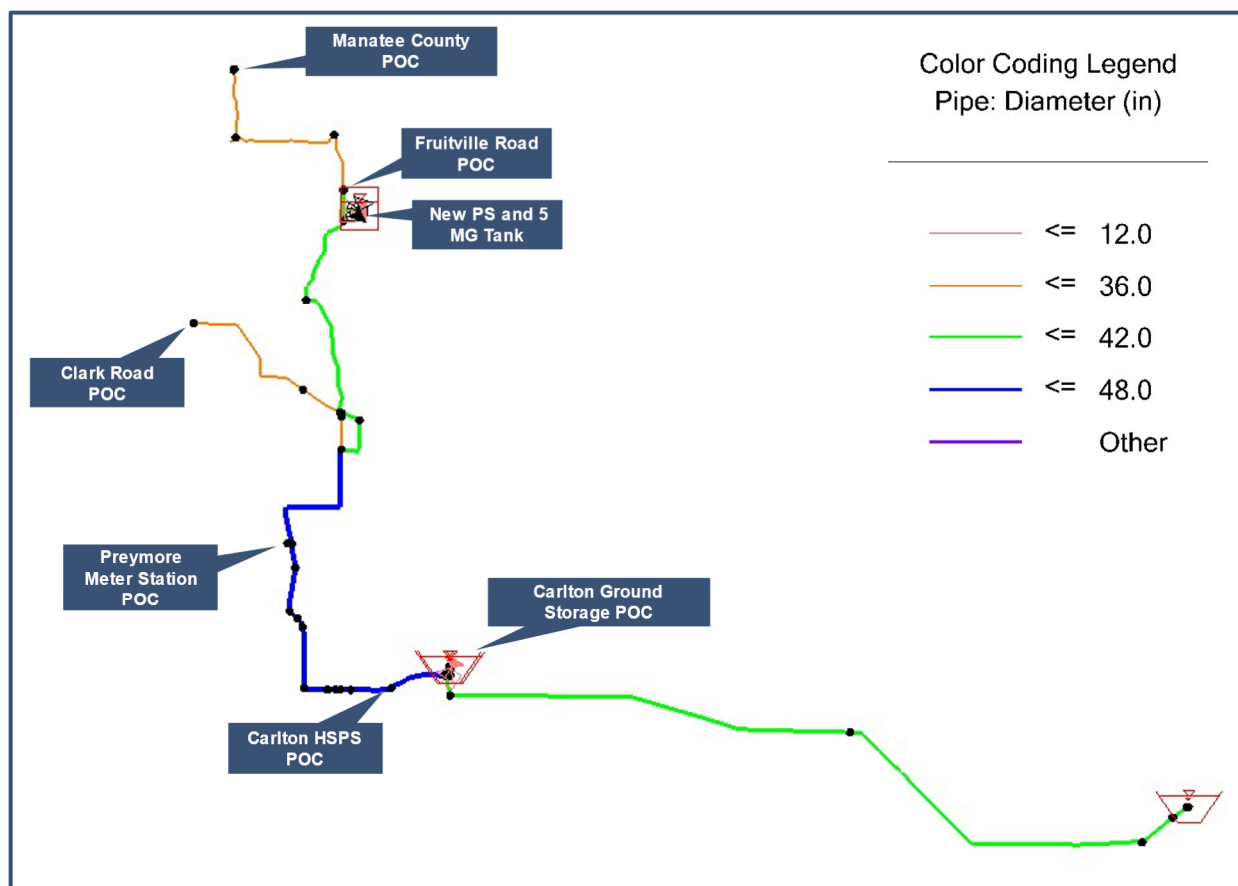 Manatee County
POC
Color Coding Legend
Pipe: Diameter (in)
Fruitville Road
POC
New PS and 5
MG Tank
<= 12.0
<= 36.0
<= 42.0
<= 48.0
Other
Clark Road
POC
Preymore
Meter Station
POC
Carlton Ground
Storage POC
Carlton HSPS
POC